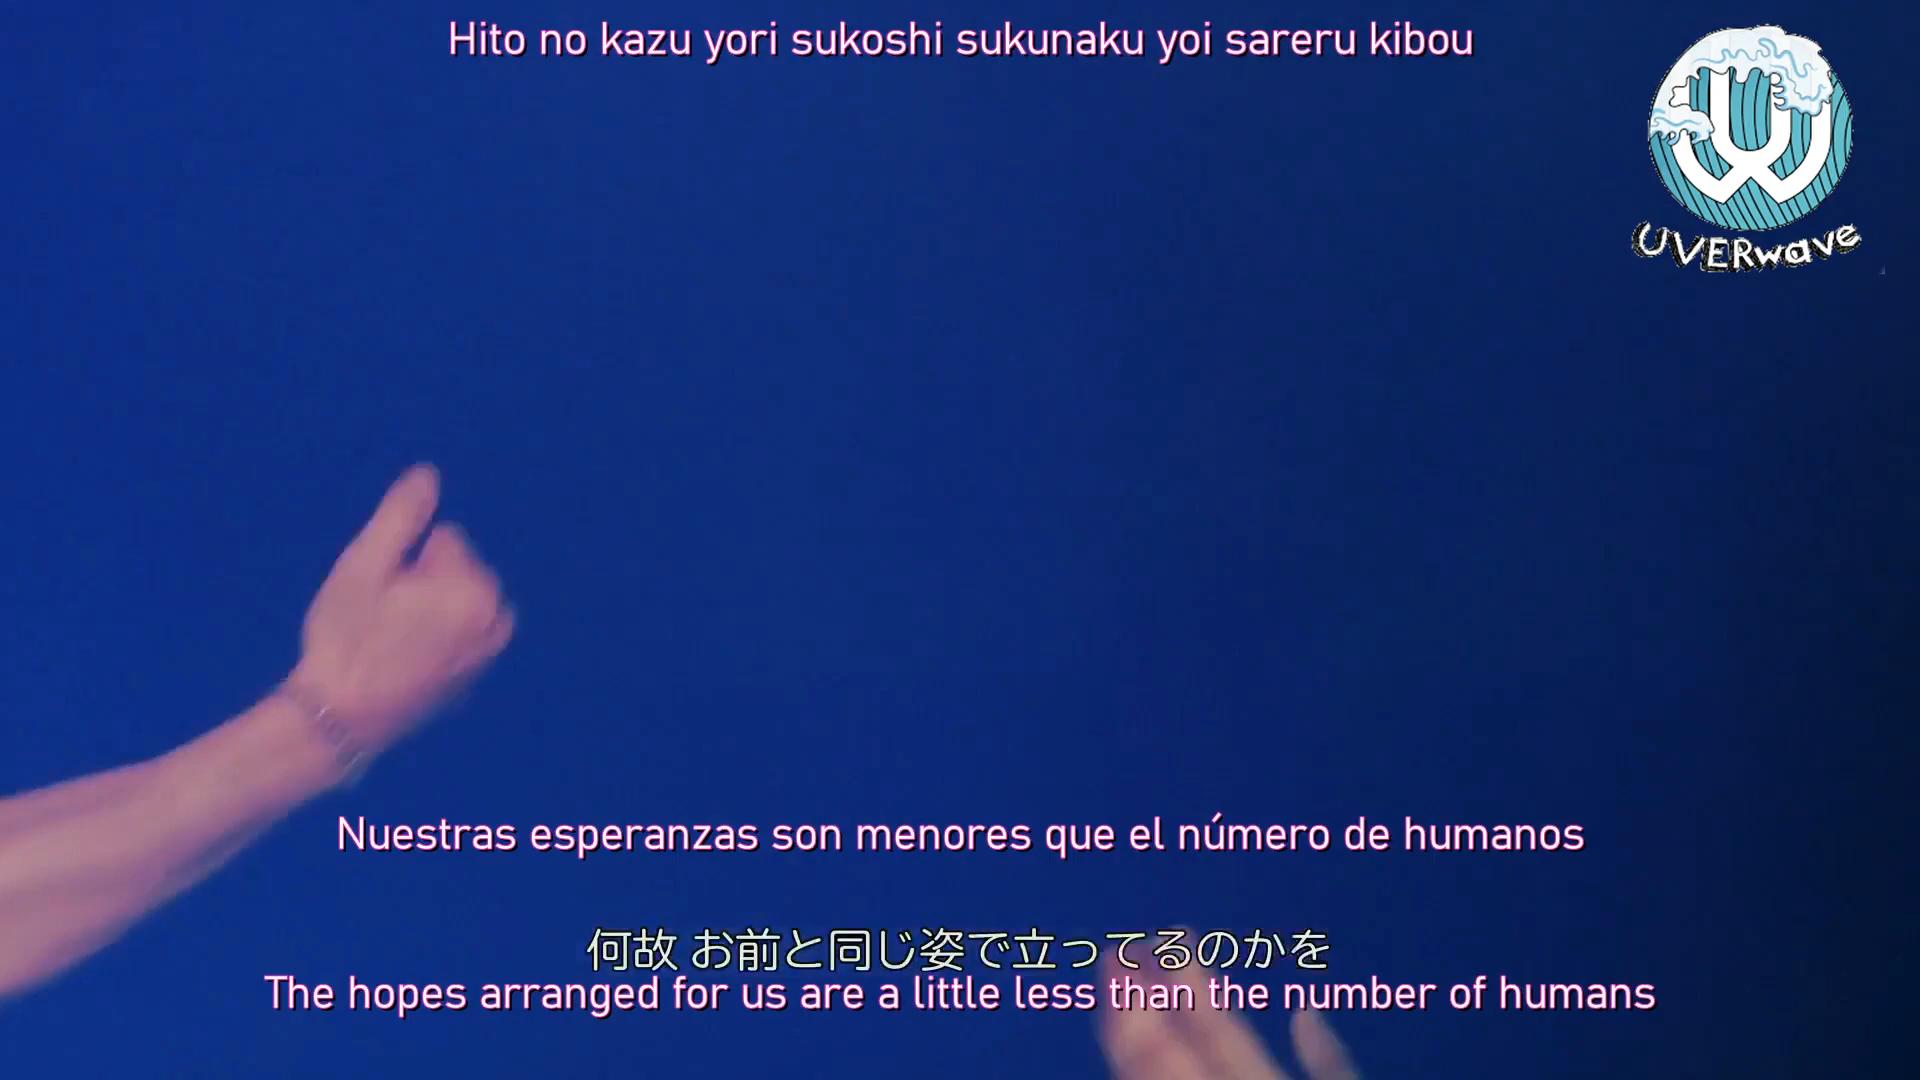 Hito no kazu yori sukoshi sukunaku yoi sareru kibou
UVERwave
Nuestras esperanzas son menores que el número de humanos
何故 お前と同じ姿で立ってるのかを
The hopes arranged for us are a little less than the number of humans